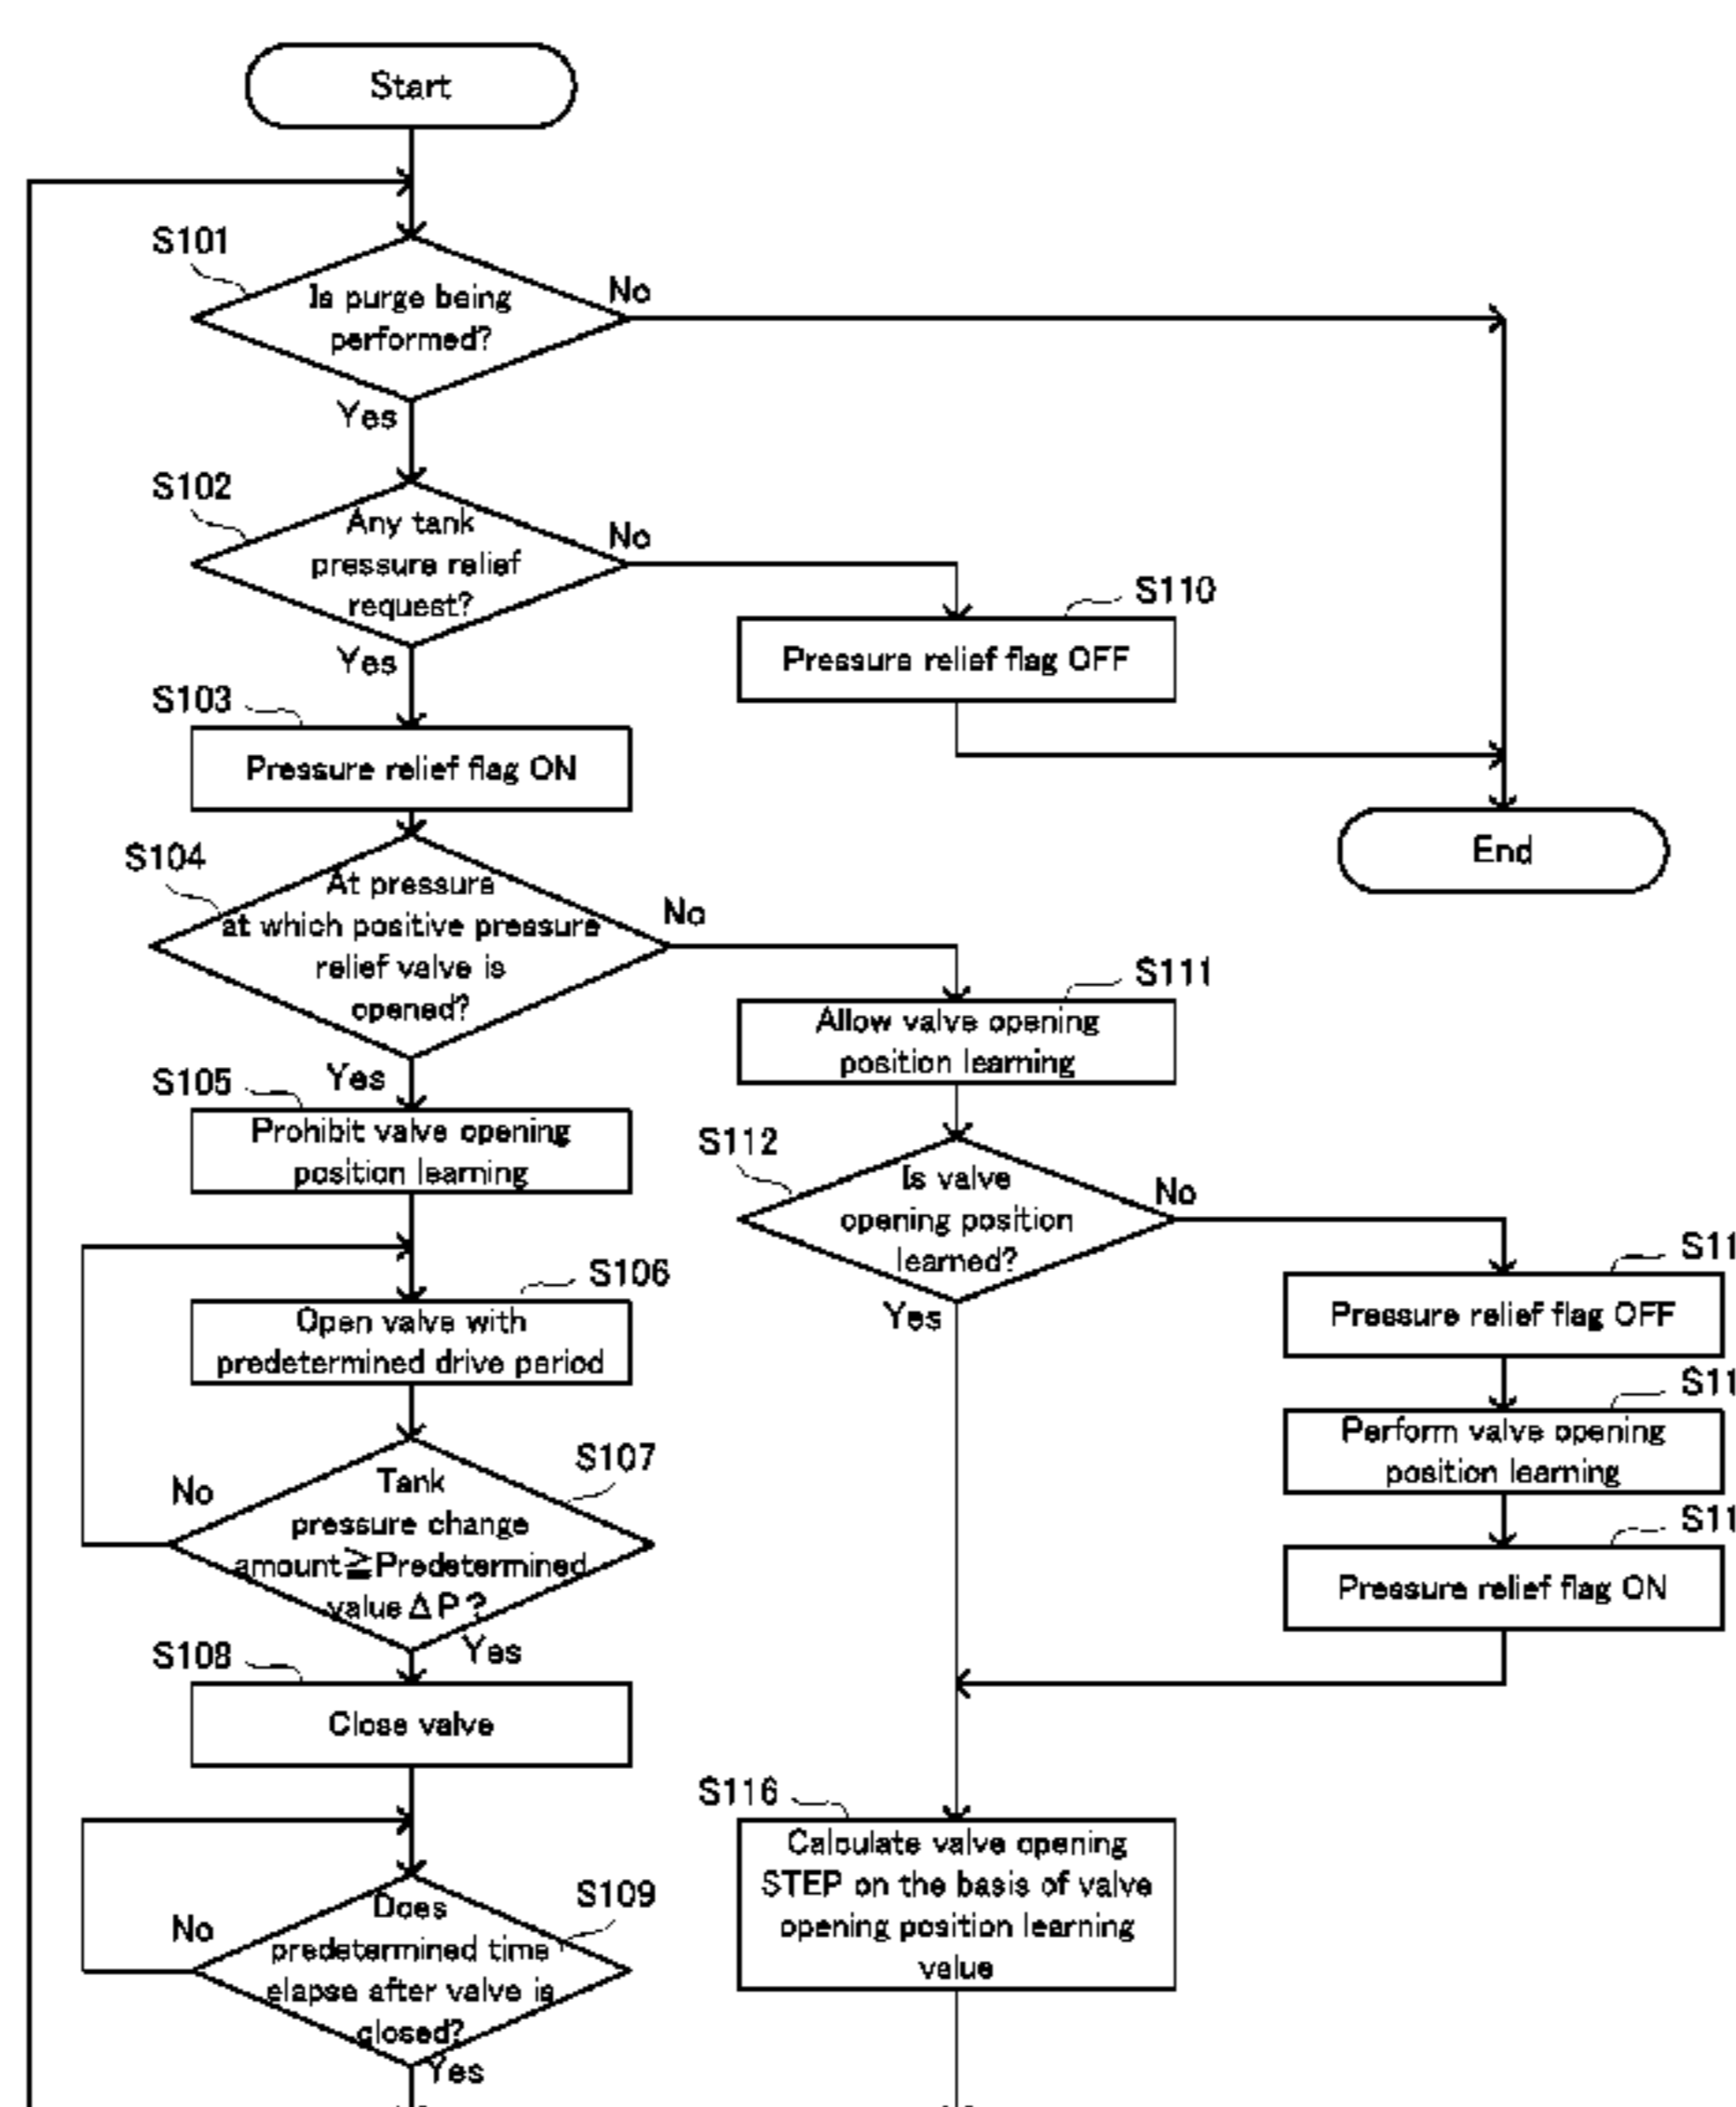 Start
S101
Is purge being
performed?
No
Yes
S102
Any tank
pressure relief
request?
No
Yes
S110
Pressure relief flag OFF
S103
Pressure relief flag ON
End
S104
At pressure
at which positive pressure
relief valve is
opened?
No
Yes
S111
Allow valve opening
position learning
S105
Prohibit valve opening
position learning
S112
Is valve
opening position
learned?
No
Yes
S11
Pressure relief flag OFF
S106
Open valve with
predetermined drive period
S11
Perform valve opening
position learning
S107
Tank
pressure change
amount≧Predetermined
value ΔP?
No
Yes
S11
Pressure relief flag ON
S108
Close valve
S116
Calculate valve opening
STEP on the basis of valve
opening position learning
value
S109
Does
predetermined time
elapse after valve is
closed?
No
Yes